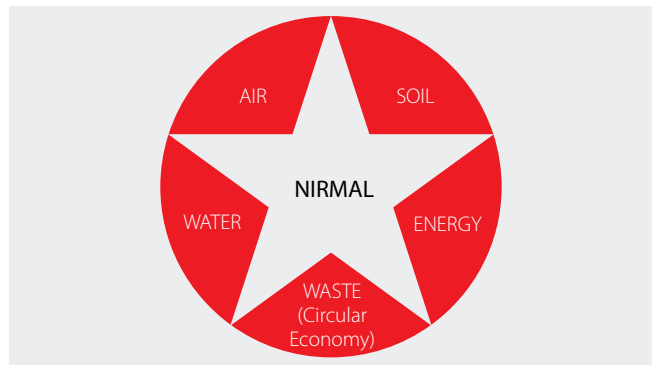 AIR
SOIL
NIRMAL
WATER
ENERGY
WASTE
(Circular
Economy)